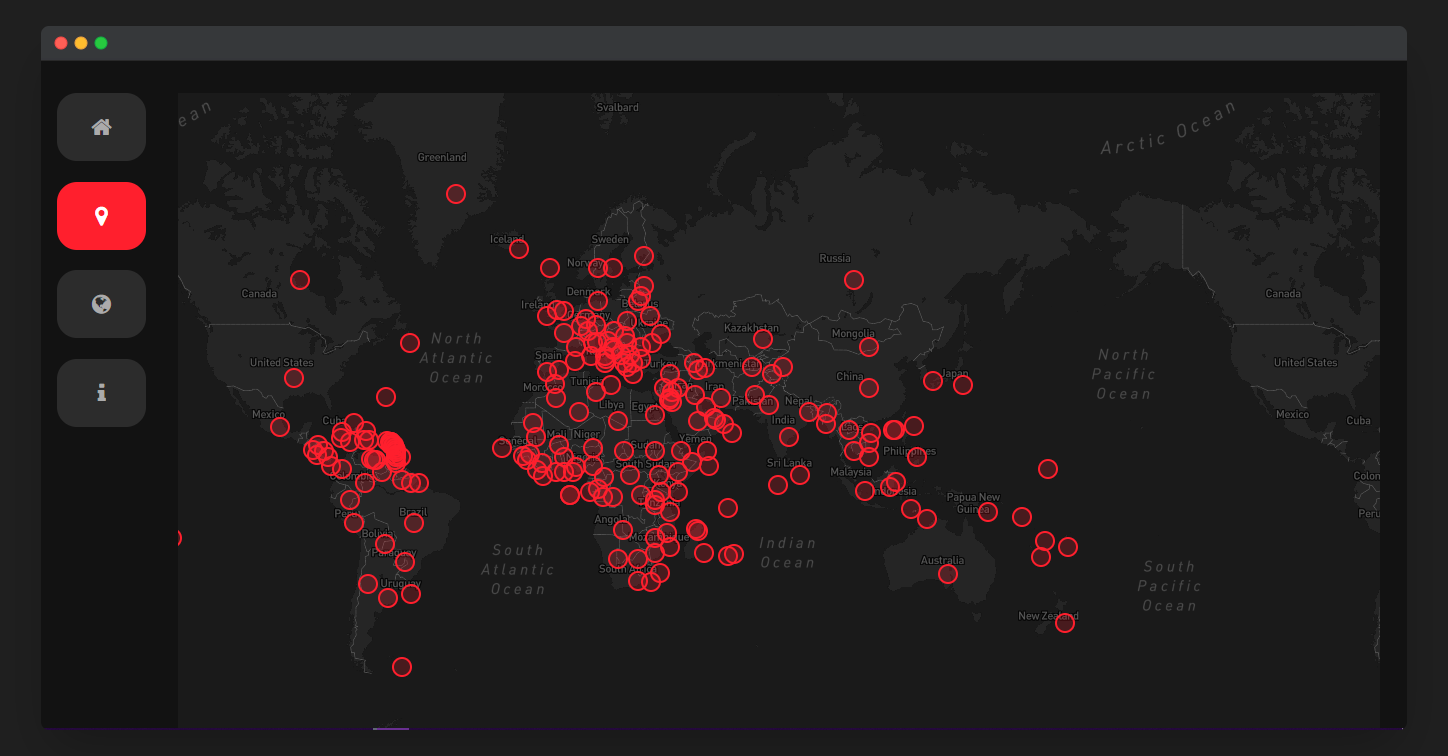 Svalbard
ean
Arctic Ocean
Greenland
Iceland
Sweden
Norway
Russia
Canada
Denmark
Belarus
Canada
Ireland
Germany
Ukraine
Kazakhstan
Mongolia
North
Atlantic
Ocean
North
Pacific
Ocean
United States
Spain
Turkey
United States
China
Japan
Tunisia
Iran
Morocco
Pakistan
Nepal
Libya
Egypt
Mexico
Cuba
India
Mexico
Cuba
Laos
Senegal
Mali
Niger
Sudan
Yemen
Philippines
South Sudan
Sri Lanka
Malaysia
Colombia
Colon
Indonesia
Papua New
Guinea
Peru
Brazil
Angola
Peru
Bolivia
Mozambique
South
Atlantic
Ocean
Indian
Ocean
Paraguay
Australia
South Africa
South
Pacific
Ocean
Uruguay
New Zealand